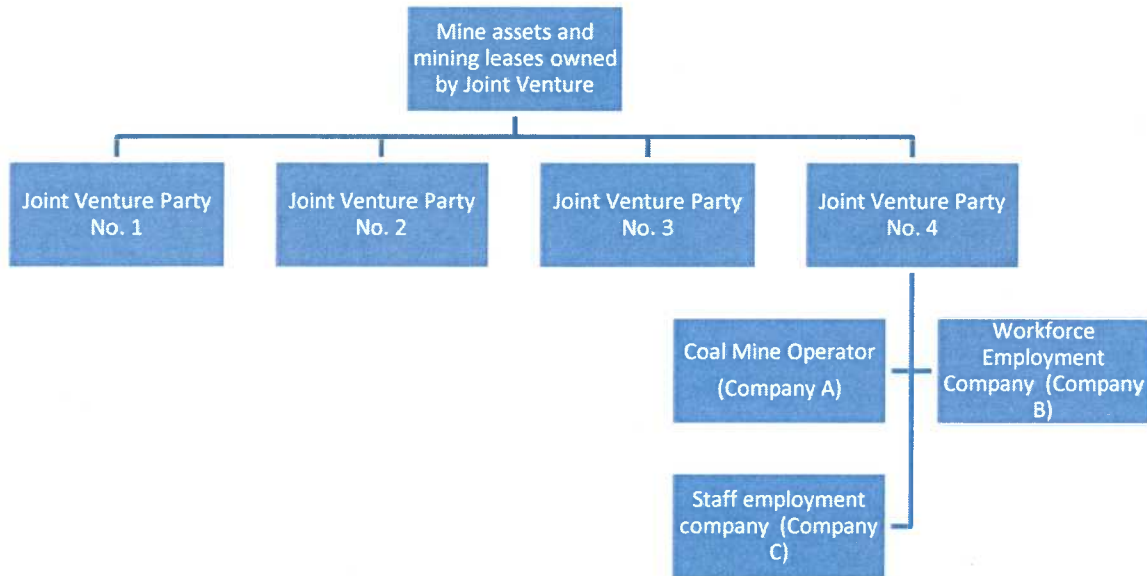 Mine assets and
mining leases owned
by Joint Venture
Joint Venture Party
No. 1
Joint Venture Party
No. 2
Joint Venture Party
No. 3
Joint Venture Party
No. 4
Coal Mine Operator
(Company A)
Workforce
Employment
Company (Company
B)
Staff employment
company (Company
C)